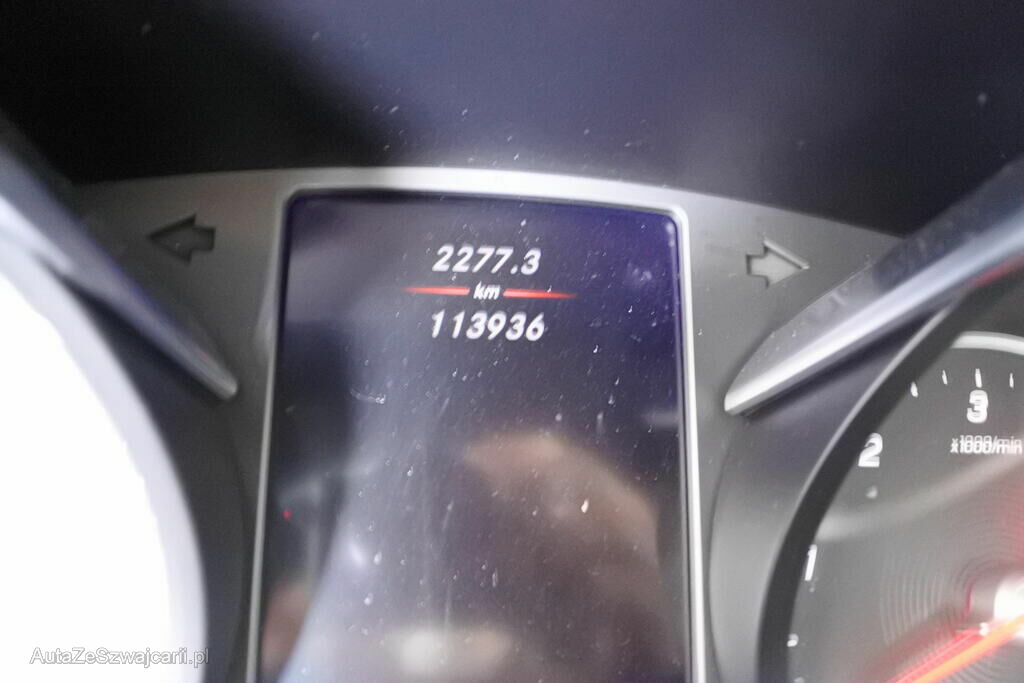 2277.3
km
113936
3
x1000/min
2
1
AutaZeSzwajcarii.pl